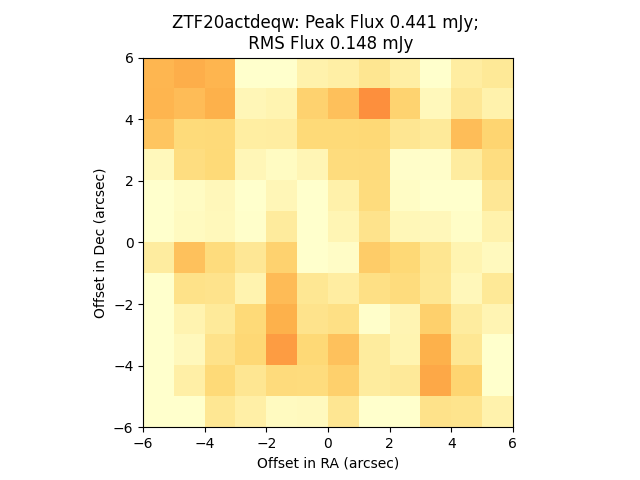 ZTF20actdeqw: Peak Flux 0.441 mJy;
RMS Flux 0.148 mJy
6
4
2
0
−2
−4
−6
Offset in Dec (arcsec)
−6 −4 −2 0 2 4 6
Offset in RA (arcsec)